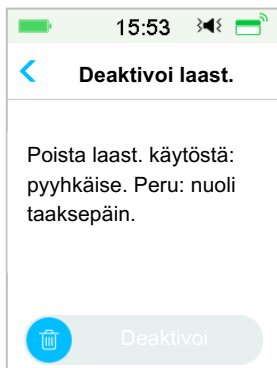 15:53
Deaktivoi laast.
Poista laast. käytöstä:
pyyhkäise. Peru: nuoli
taaksepäin.
Deaktivoi